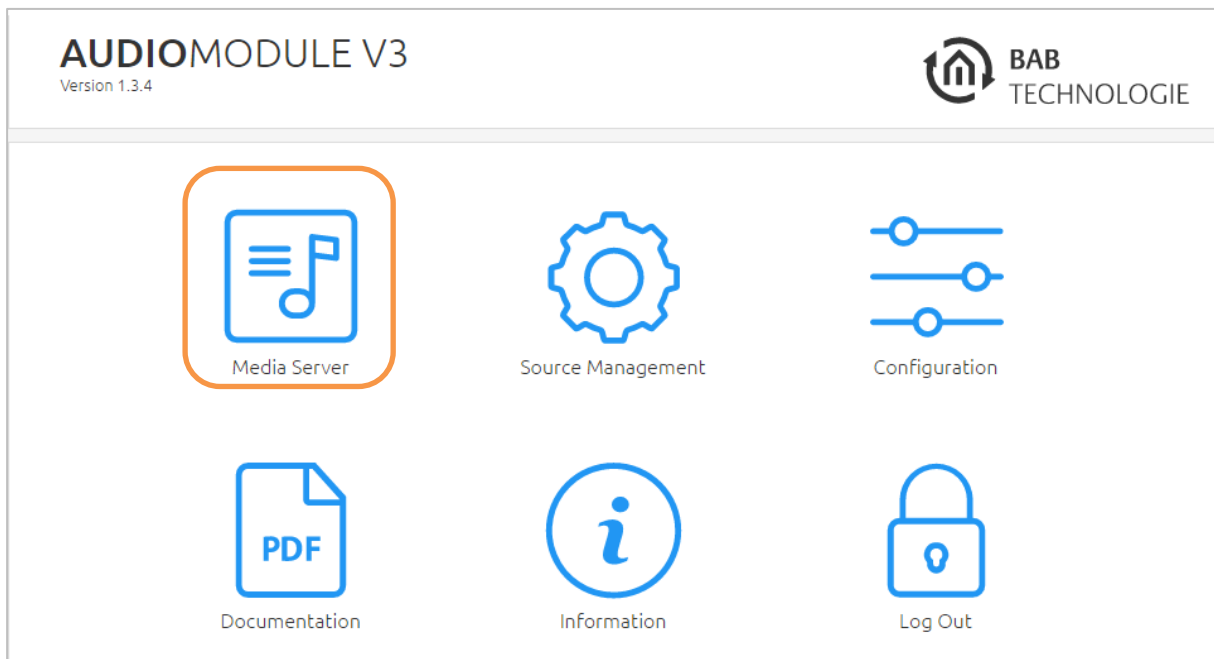 AUDIOMODULE V3
Version 1.3.4
BAB
TECHNOLOGIE
Media Server
Source Management
Configuration
PDF
i
Documentation
Information
Log Out